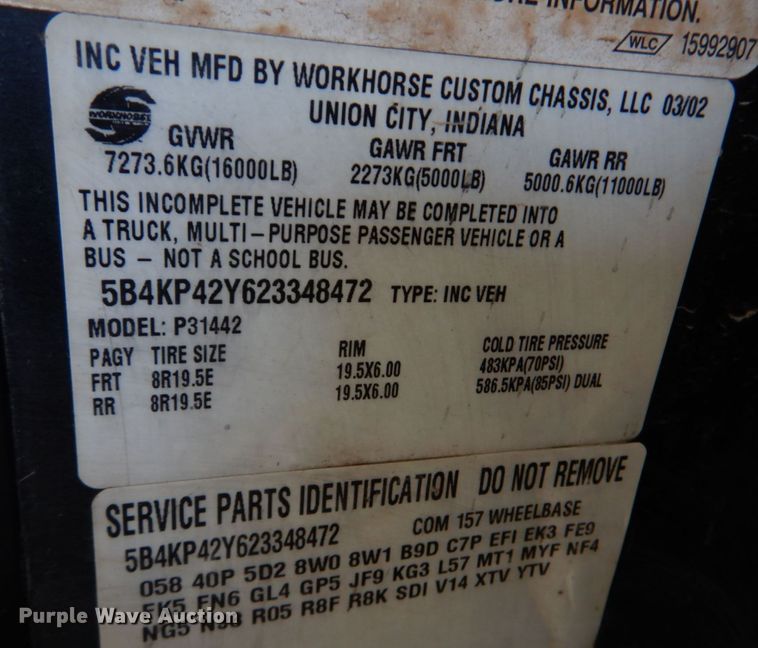 INFORMATION.
WLC 15992907
INC VEH MFD BY WORKHORSE CUSTOM CHASSIS, LLC 03/02
UNION CITY, INDIANA
WORKHORSE
GVWR GAWR FRT GAWR RR
7273.6KG(16000LB) 2273KG(5000LB) 5000.6KG(11000LB)
THIS INCOMPLETE VEHICLE MAY BE COMPLETED INTO
A TRUCK, MULTI-PURPOSE PASSENGER VEHICLE OR A
BUS - NOT A SCHOOL BUS.
5B4KP42Y623348472 TYPE: INC VEH
MODEL: P31442
PAGY TIRE SIZE RIM COLD TIRE PRESSURE
FRT 8R19.5E 19.5X6.00 483KPA(70PSI)
RR 8R19.5E 19.5X6.00 586.5KPA(85PSI) DUAL
SERVICE PARTS IDENTIFICATION DO NOT REMOVE
5B4KP42Y623348472 COM 157 WHEELBASE
058 40P 5D2 8W0 8W1 B9D C7P EFI EK3 FE9
FN6 GL4 GP5 JF9 KG3 L57 MT1 MYF NF4
NG5 R05 R8F R8K SDI V14 XTV YTV
Purple Wave Auction